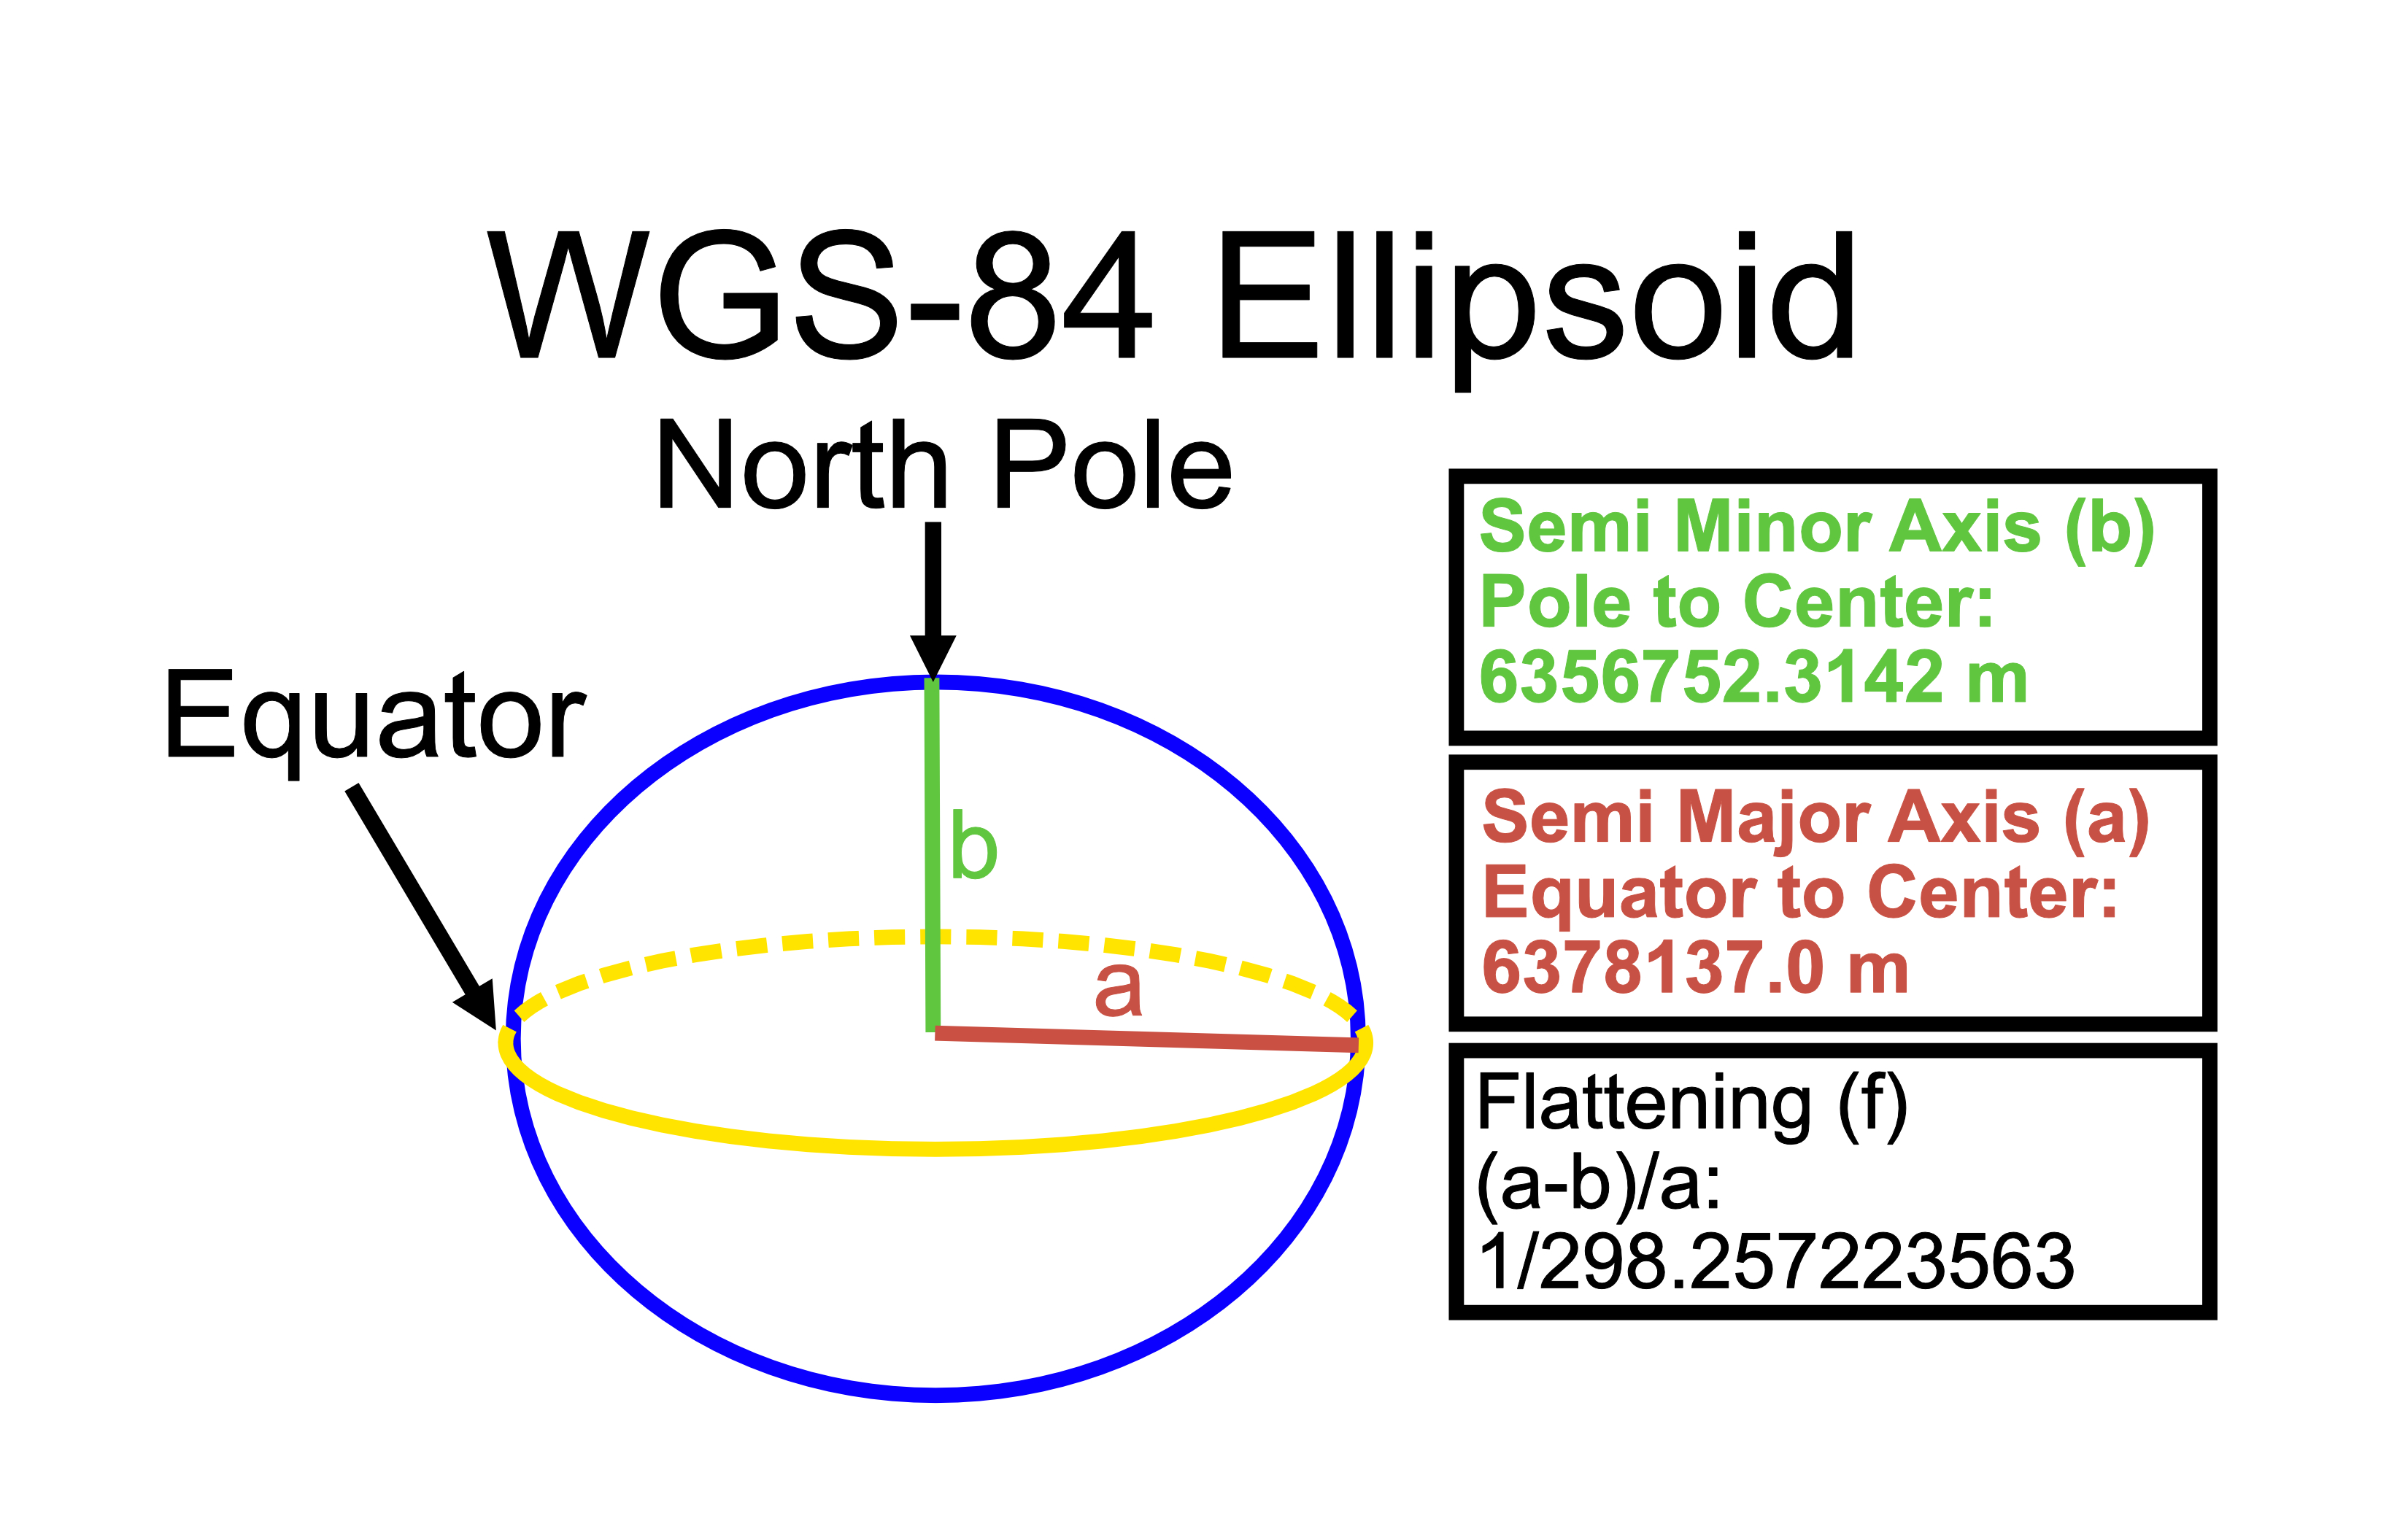 WGS-84 Ellipsoid
North Pole
Equator
b
a
Semi Minor Axis (b)
Pole to Center:
6356752.3142 m
Semi Major Axis (a)
Equator to Center:
6378137.0 m
Flattening (f)
(a-b)/a:
1/298.257223563